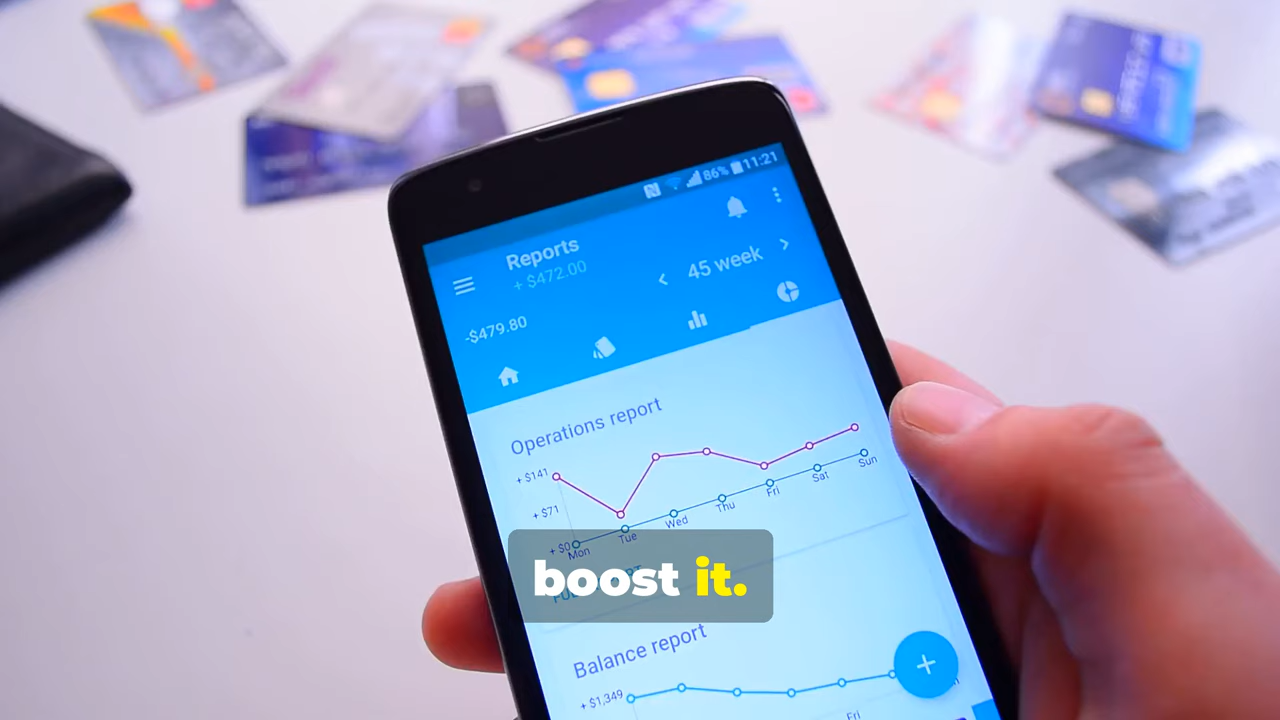 86% 11:21
Reports
+ $472.00
45 week
-$479.80
Operations report
+ $141
+ $71
+ $0
Mon Tue Wed Thu Fri Sat Sun
boost it.
Balance report
+ $1,349
Fri